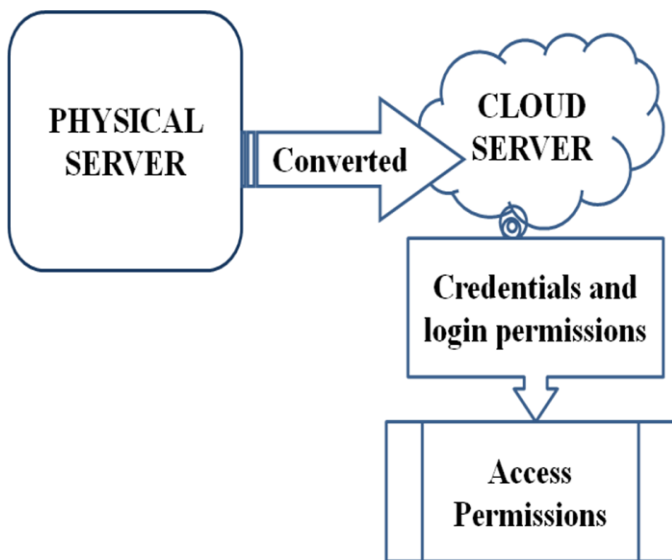 PHYSICAL
SERVER
Converted
CLOUD
SERVER
Credentials and
login permissions
Access
Permissions